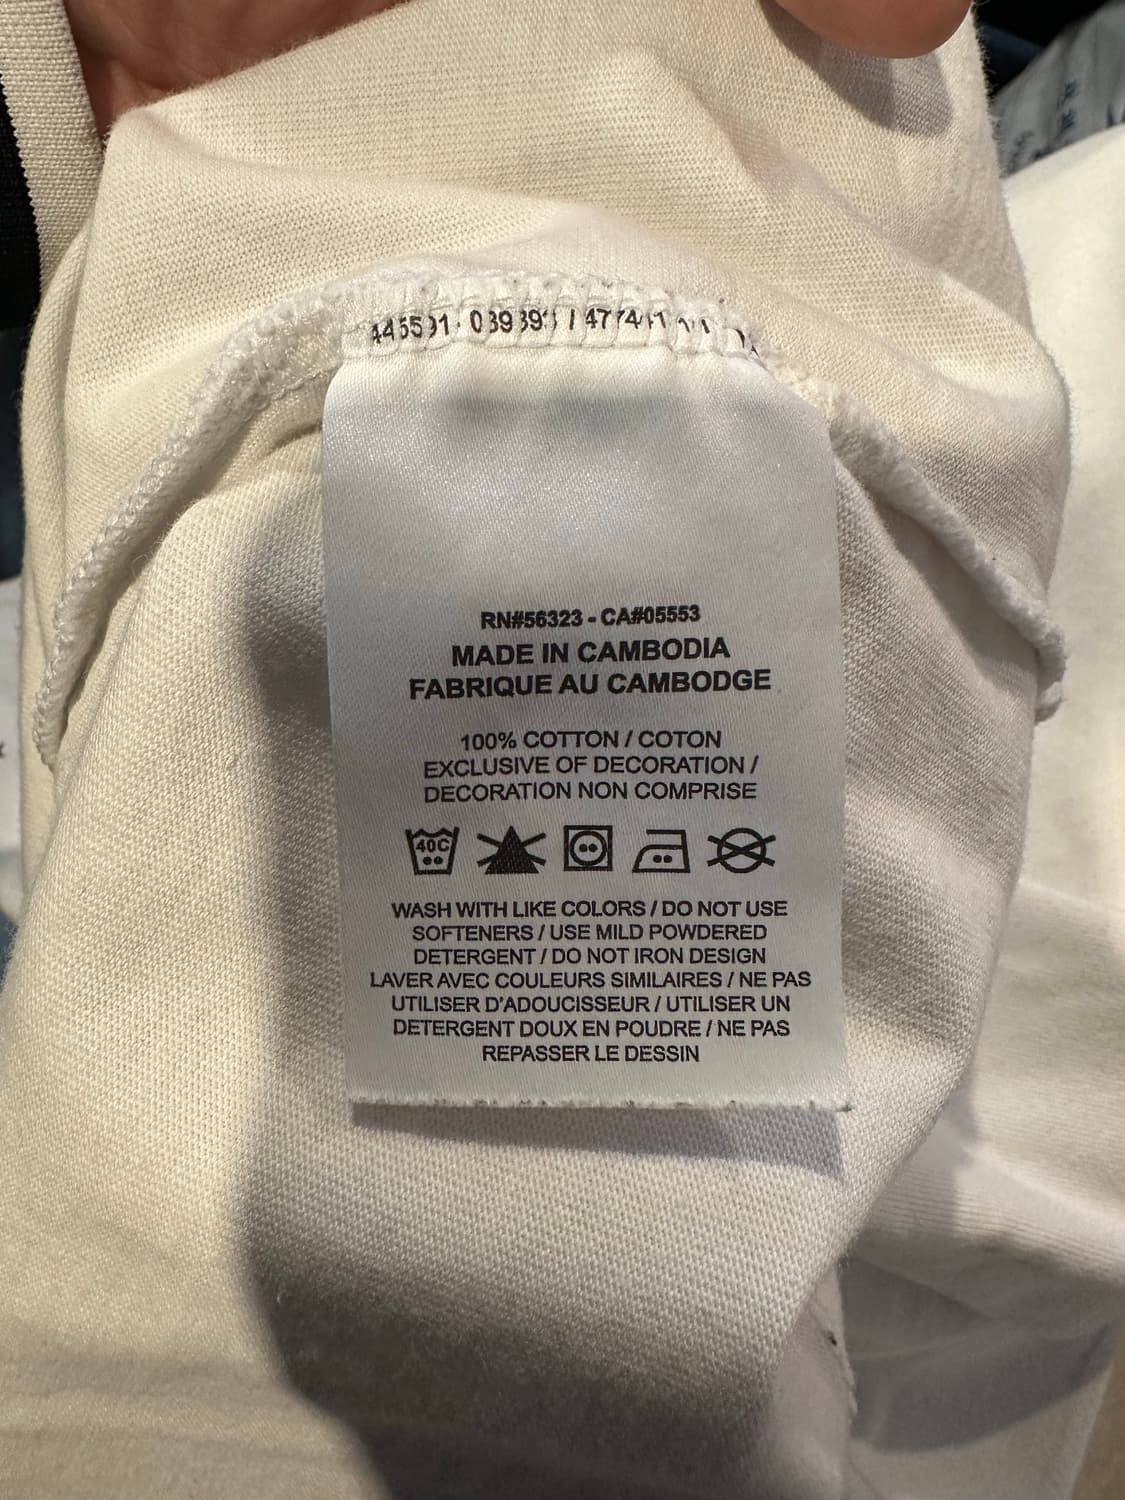 RN#56323 - CA#05553
MADE IN CAMBODIA
FABRIQUE AU CAMBODGE
100% COTTON / COTON
EXCLUSIVE OF DECORATION /
DECORATION NON COMPRISE
40C
WASH WITH LIKE COLORS / DO NOT USE
SOFTENERS / USE MILD POWDERED
DETERGENT / DO NOT IRON DESIGN
LAVER AVEC COULEURS SIMILAIRES / NE PAS
UTILISER D'ADOUCISSEUR / UTILISER UN
DETERGENT DOUX EN POUDRE / NE PAS
REPASSER LE DESSIN